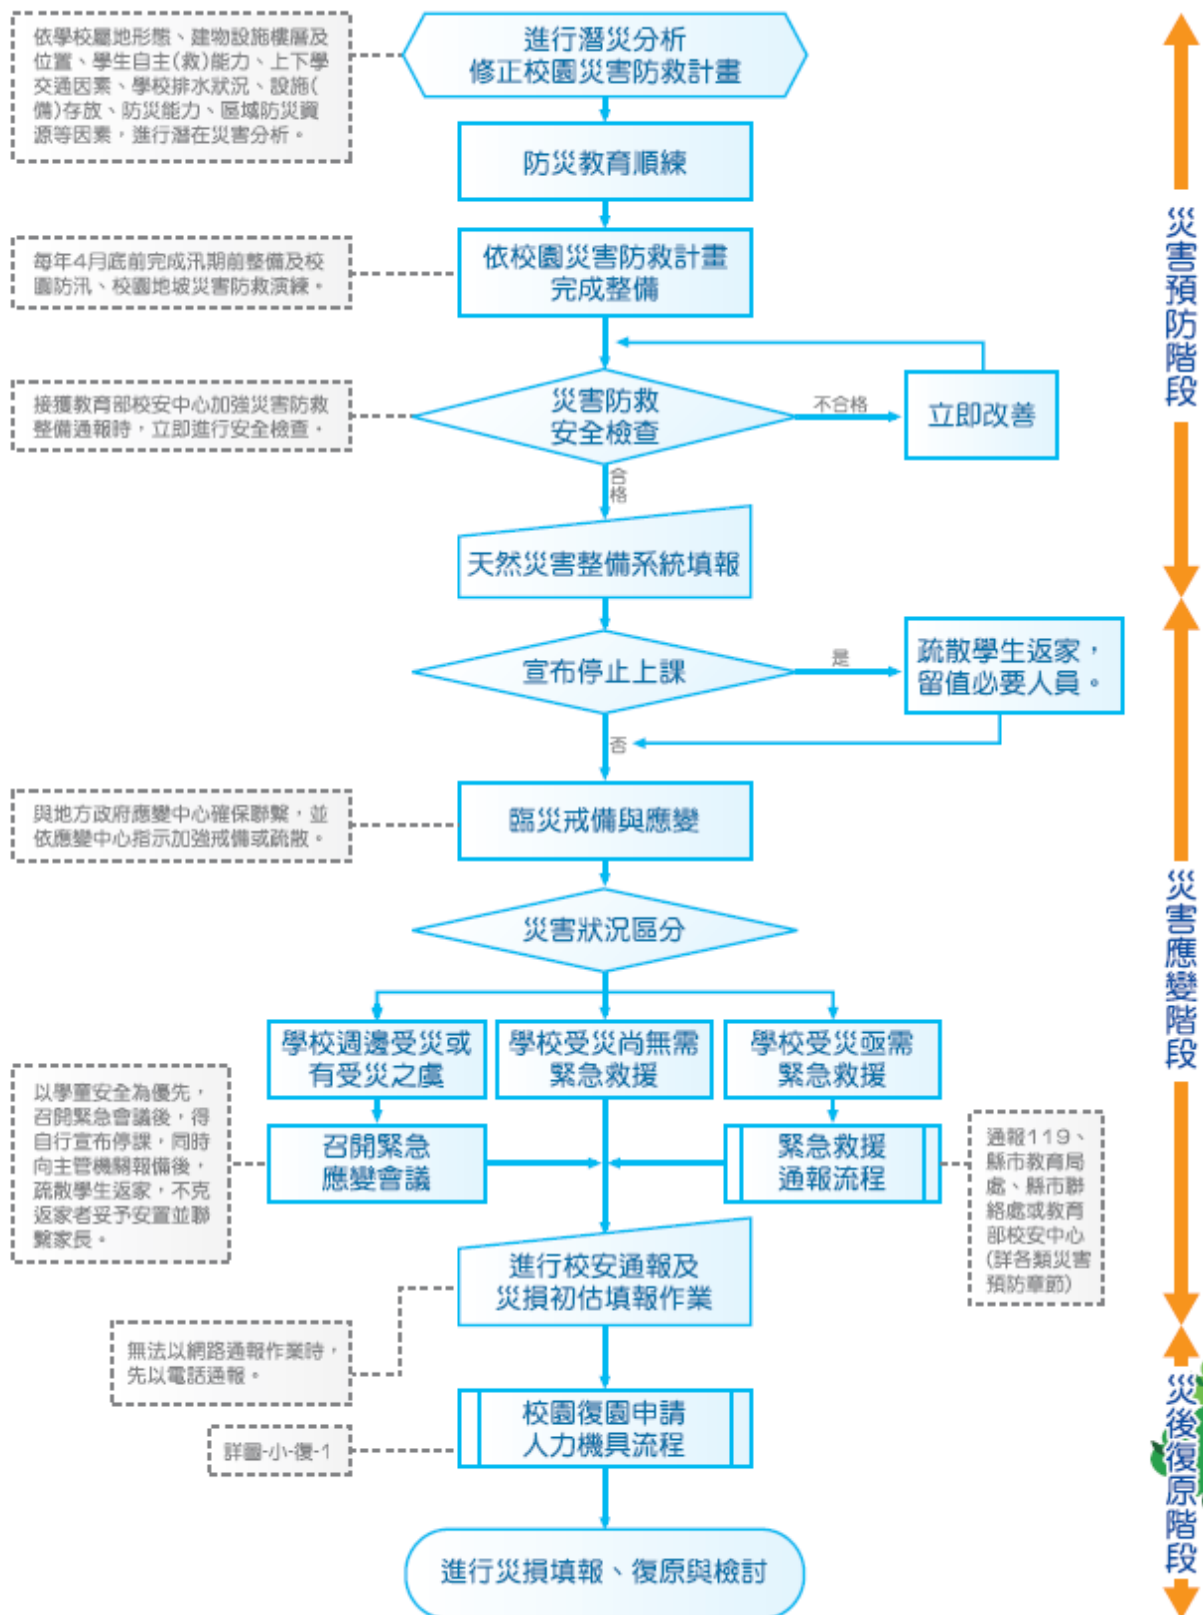 依學校屬地形態、建物設施樓層及
位置、學生自主(救)能力、上下學
交通因素、學校排水狀況、設施(
備)存放、防災能力、區域防災資
源等因素，進行潛在災害分析。
進行潛災分析
修正校園災害防救計畫
防災教育順練
每年4月底前完成汛期前整備及校
園防汛、校園地坡災害防救演練。
依校園災害防救計畫
完成整備
接獲教育部校安中心加強災害防救
整備通報時，立即進行安全檢查。
災害防救
安全檢查
不合格
立即改善
合格
天然災害整備系統填報
災害預防階段
宣布停止上課
是
疏散學生返家，
留值必要人員。
否
與地方政府應變中心確保聯繫，並
依應變中心指示加強戒備或疏散。
臨災戒備與應變
災害狀況區分
學校週邊受災或
有受災之虞
學校受災尚無需
緊急救援
學校受災亟需
緊急救援
以學童安全為優先，
召開緊急會議後，得
自行宣布停課，同時
向主管機關報備後，
疏散學生返家，不克
返家者妥予安置並聯
繫家長。
召開緊急
應變會議
緊急救援
通報流程
通報119、
縣市教育局
處、縣市聯
絡處或教育
部校安中心
(詳各類災害
預防章節)
災害應變階段
進行校安通報及
災損初估填報作業
無法以網路通報作業時，
先以電話通報。
校園復園申請
人力機具流程
詳圖-小-復-1
進行災損填報、復原與檢討
災後復原階段